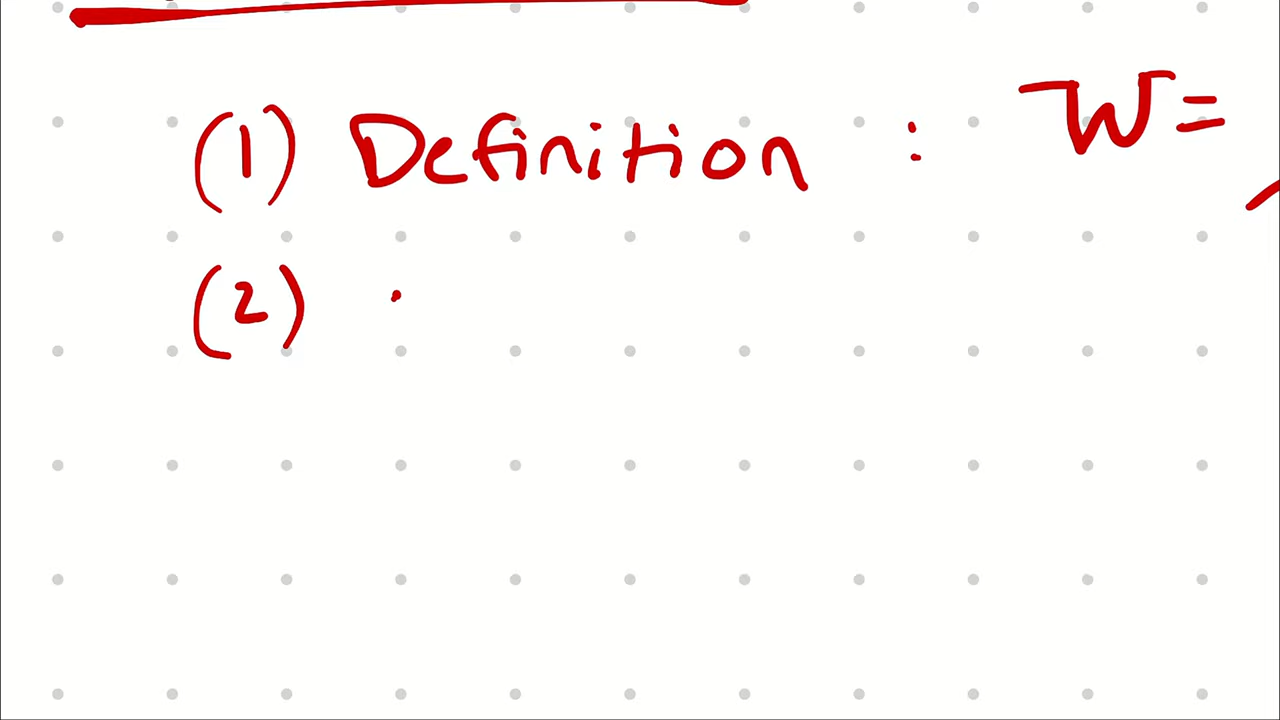 (1) Definition : W =
(2)